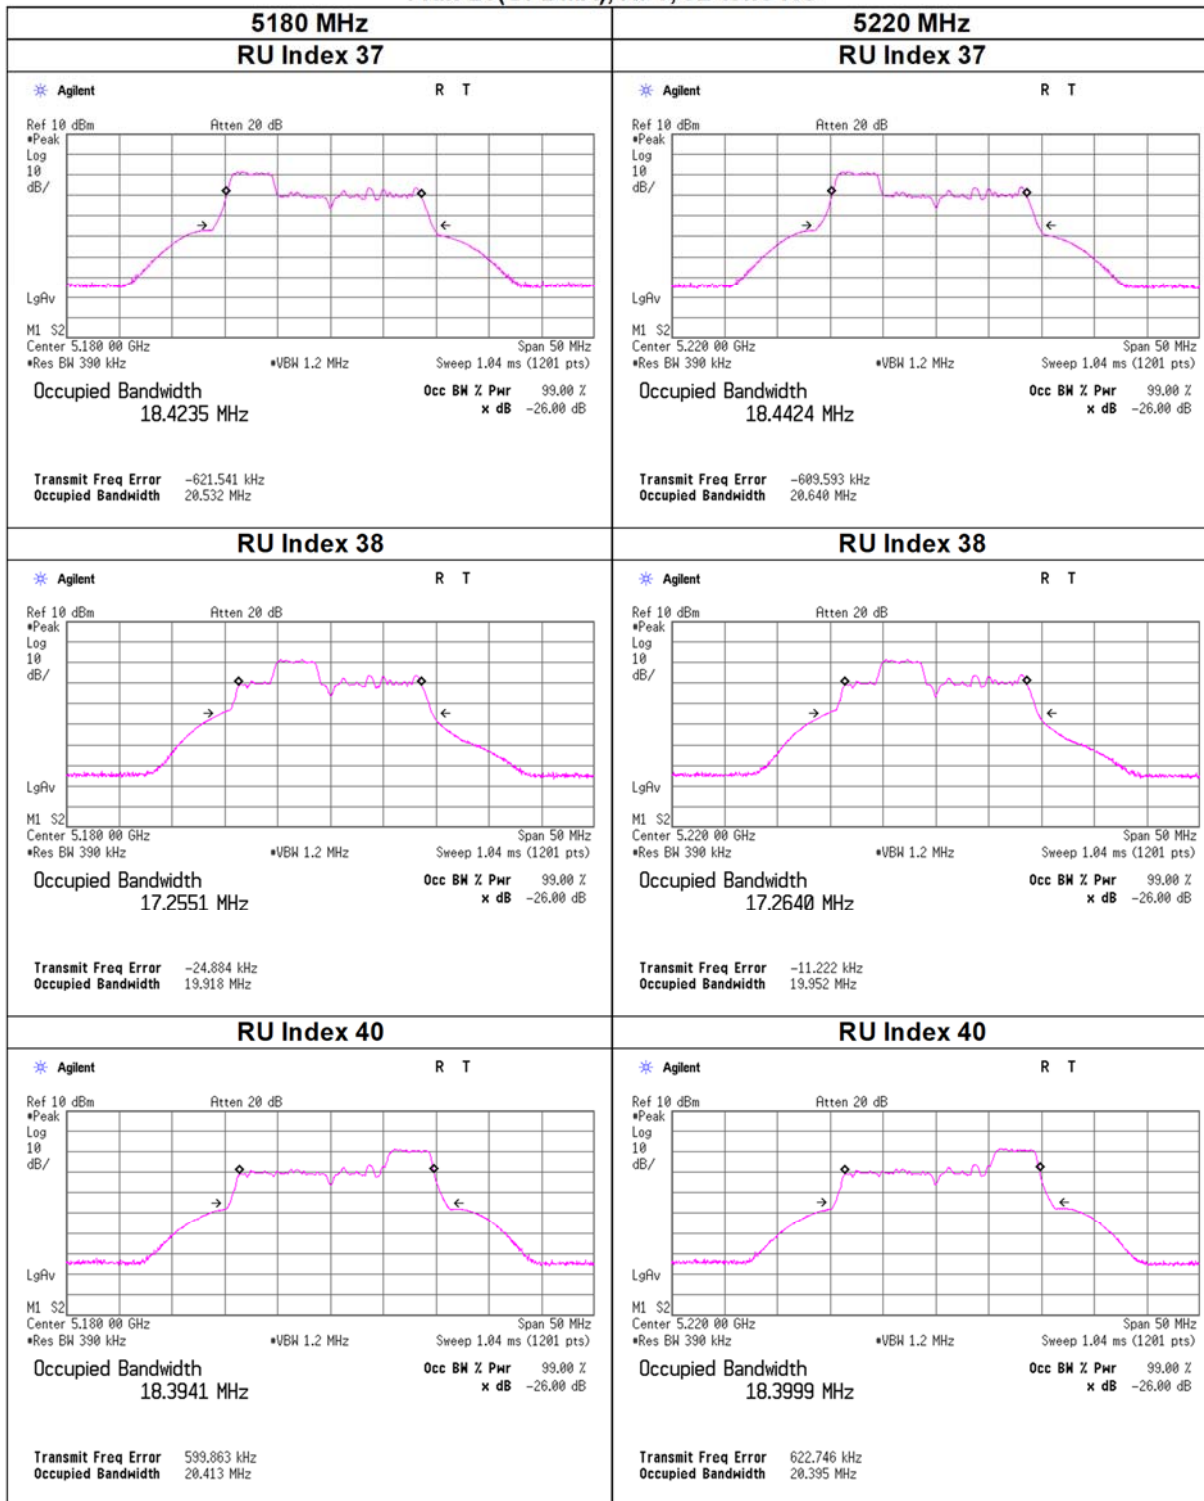 5180 MHz 5220 MHz
RU Index 37 RU Index 37
Agilent R T
Ref 10 dBm Atten 20 dB
*Peak
Log
10
dB/
LgAv
M1 S2
Center 5.180 00 GHz Span 50 MHz
*Res BW 390 kHz *VBW 1.2 MHz Sweep 1.04 ms (1201 pts)
Occupied Bandwidth Occ BW % Pwr 99.00 %
18.4235 MHz x dB -26.00 dB
Transmit Freq Error -621.541 kHz
Occupied Bandwidth 20.532 MHz
Agilent R T
Ref 10 dBm Atten 20 dB
*Peak
Log
10
dB/
LgAv
M1 S2
Center 5.220 00 GHz Span 50 MHz
*Res BW 390 kHz *VBW 1.2 MHz Sweep 1.04 ms (1201 pts)
Occupied Bandwidth Occ BW % Pwr 99.00 %
18.4424 MHz x dB -26.00 dB
Transmit Freq Error -609.593 kHz
Occupied Bandwidth 20.640 MHz
RU Index 38 RU Index 38
Agilent R T
Ref 10 dBm Atten 20 dB
*Peak
Log
10
dB/
LgAv
M1 S2
Center 5.180 00 GHz Span 50 MHz
*Res BW 390 kHz *VBW 1.2 MHz Sweep 1.04 ms (1201 pts)
Occupied Bandwidth Occ BW % Pwr 99.00 %
17.2551 MHz x dB -26.00 dB
Transmit Freq Error -24.884 kHz
Occupied Bandwidth 19.918 MHz
Agilent R T
Ref 10 dBm Atten 20 dB
*Peak
Log
10
dB/
LgAv
M1 S2
Center 5.220 00 GHz Span 50 MHz
*Res BW 390 kHz *VBW 1.2 MHz Sweep 1.04 ms (1201 pts)
Occupied Bandwidth Occ BW % Pwr 99.00 %
17.2640 MHz x dB -26.00 dB
Transmit Freq Error -11.222 kHz
Occupied Bandwidth 19.952 MHz
RU Index 40 RU Index 40
Agilent R T
Ref 10 dBm Atten 20 dB
*Peak
Log
10
dB/
LgAv
M1 S2
Center 5.180 00 GHz Span 50 MHz
*Res BW 390 kHz *VBW 1.2 MHz Sweep 1.04 ms (1201 pts)
Occupied Bandwidth Occ BW % Pwr 99.00 %
18.3941 MHz x dB -26.00 dB
Transmit Freq Error 599.863 kHz
Occupied Bandwidth 20.413 MHz
Agilent R T
Ref 10 dBm Atten 20 dB
*Peak
Log
10
dB/
LgAv
M1 S2
Center 5.220 00 GHz Span 50 MHz
*Res BW 390 kHz *VBW 1.2 MHz Sweep 1.04 ms (1201 pts)
Occupied Bandwidth Occ BW % Pwr 99.00 %
18.3999 MHz x dB -26.00 dB
Transmit Freq Error 622.746 kHz
Occupied Bandwidth 20.395 MHz